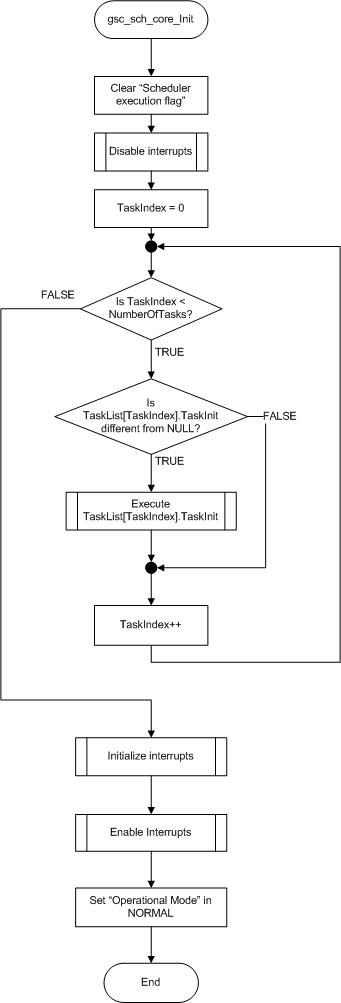 gsc_sch_core_Init
Clear “Scheduler
execution flag”
Disable interrupts
TaskIndex = 0
FALSE
Is TaskIndex <
NumberOfTasks?
TRUE
Is
TaskList[TaskIndex].TaskInit
different from NULL?
FALSE
TRUE
Execute
TaskList[TaskIndex].TaskInit
TaskIndex++
Initialize interrupts
Enable Interrupts
Set “Operational Mode” in
NORMAL
End